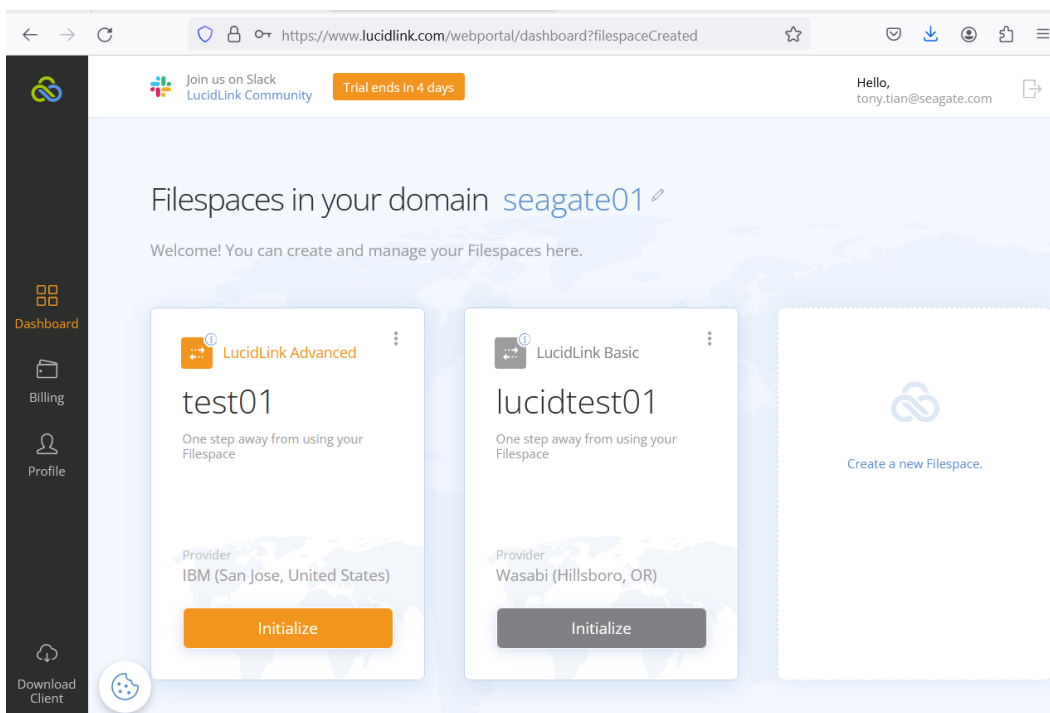 https://www.lucidlink.com/webportal/dashboard?filespaceCreated
Join us on Slack
LucidLink Community
Trial ends in 4 days
Hello,
tony.tian@seagate.com
Filespaces in your domain seagate01
Welcome! You can create and manage your Filespaces here.
Dashboard
Billing
Profile
Download
Client
LucidLink Advanced
test01
One step away from using your
Filespace
Provider
IBM (San Jose, United States)
Initialize
LucidLink Basic
lucidtest01
One step away from using your
Filespace
Provider
Wasabi (Hillsboro, OR)
Initialize
Create a new Filespace.